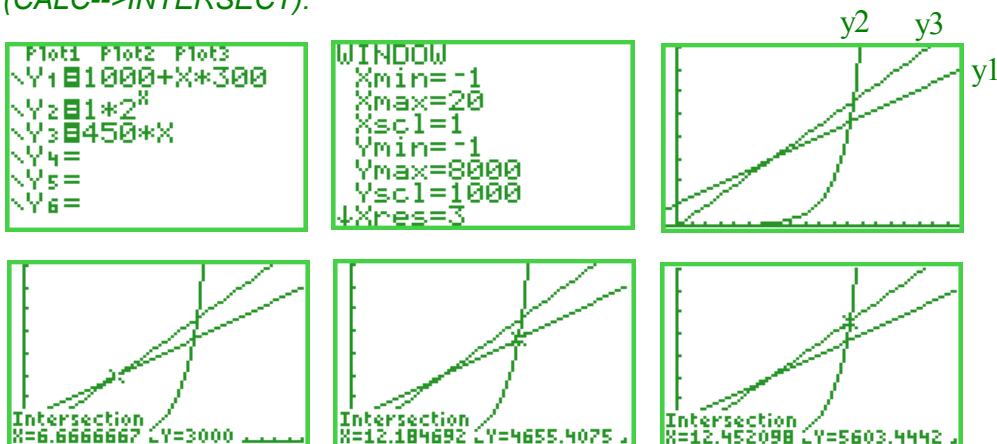 (CALC-->INTERSECT).
Plot1 Plot2 Plot3
\Y1=1000+X*300
\Y2=1*2^X
\Y3=450*X
\Y4=
\Y5=
\Y6=
WINDOW
Xmin=-1
Xmax=20
Xscl=1
Ymin=-1
Ymax=8000
Yscl=1000
↓Xres=3
y2 y3
y1
Intersection
X=6.6666667 Y=3000
Intersection
X=12.184692 Y=4655.4075
Intersection
X=12.452098 Y=5603.4442